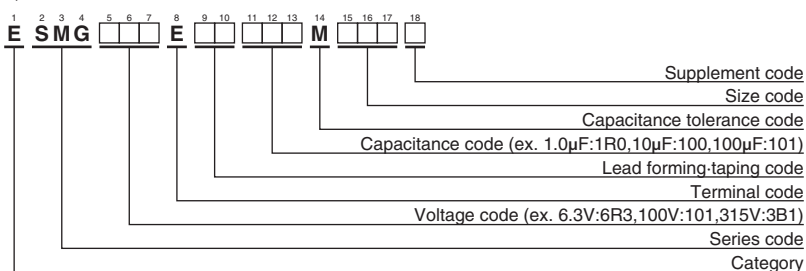 1 2 3 4 5 6 7 8 9 10 11 12 13 14 15 16 17 18
E SMG E M
Supplement code
Size code
Capacitance tolerance code
Capacitance code (ex. 1.0μF:1R0,10μF:100,100μF:101)
Lead forming·taping code
Terminal code
Voltage code (ex. 6.3V:6R3,100V:101,315V:3B1)
Series code
Category